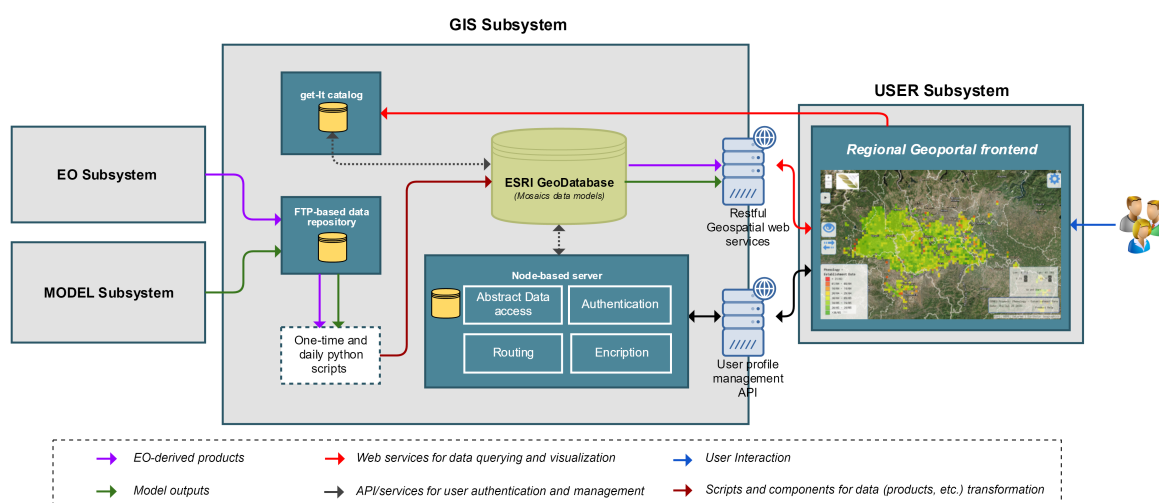 GIS Subsystem
get-It catalog
USER Subsystem
Regional Geoportal frontend
EO Subsystem
ESRI GeoDatabase
(Mosaics data models)
FTP-based data
repository
Restful
Geospatial web
services
MODEL Subsystem
Node-based server
Abstract Data
access
Authentication
Routing
Encription
One-time and
daily python
scripts
User profile
management
API
EO-derived products
Web services for data querying and visualization
User Interaction
Model outputs
API/services for user authentication and management
Scripts and components for data (products, etc.) transformation